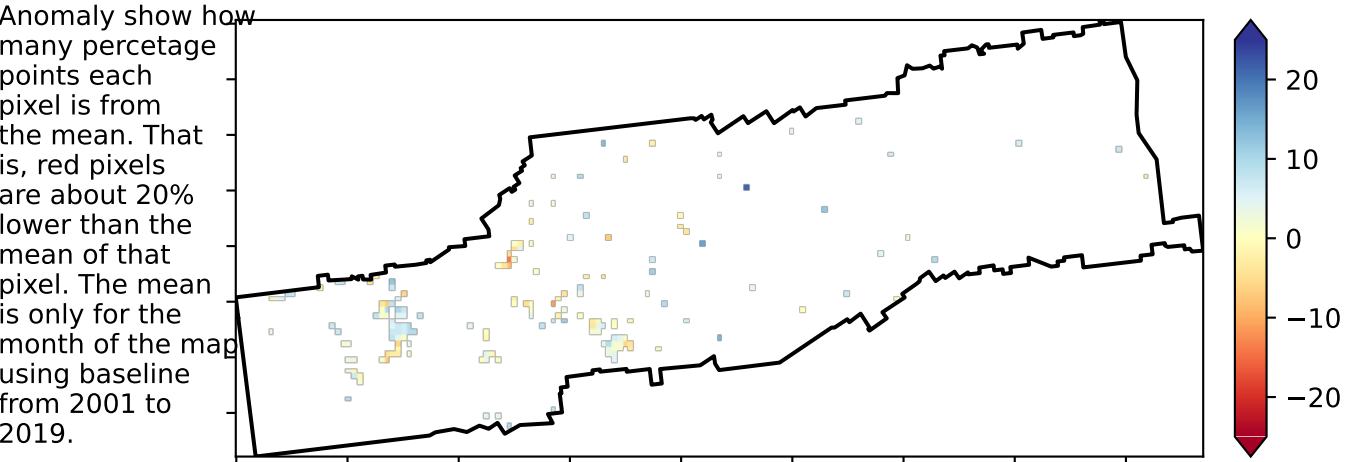 Anomaly show how
many percetage
points each
pixel is from
the mean. That
is, red pixels
are about 20%
lower than the
mean of that
pixel. The mean
is only for the
month of the map
using baseline
from 2001 to
2019.
20
10
0
−10
−20